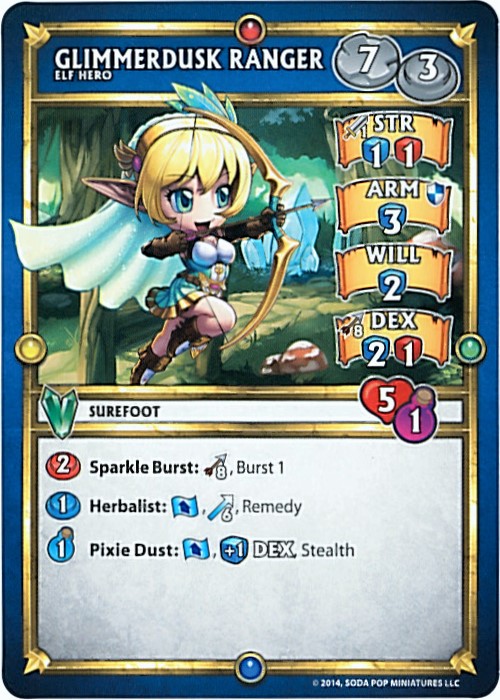 GLIMMERDUSK RANGER 7 3
ELF HERO
STR
1 1
ARM
3
WILL
2
8 DEX
2 1
5
SUREFOOT 1
2 Sparkle Burst: 8, Burst 1
1 Herbalist: , 6, Remedy
1 Pixie Dust: , +1 DEX, Stealth
© 2014, SODA POP MINIATURES LLC